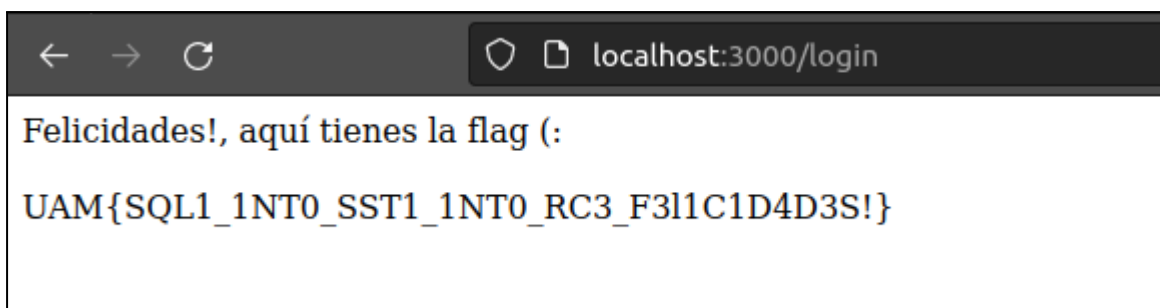 localhost:3000/login
Felicidades!, aquí tienes la flag (:
UAM{SQL1_1NT0_SST1_1NT0_RC3_F3l1C1D4D3S!}